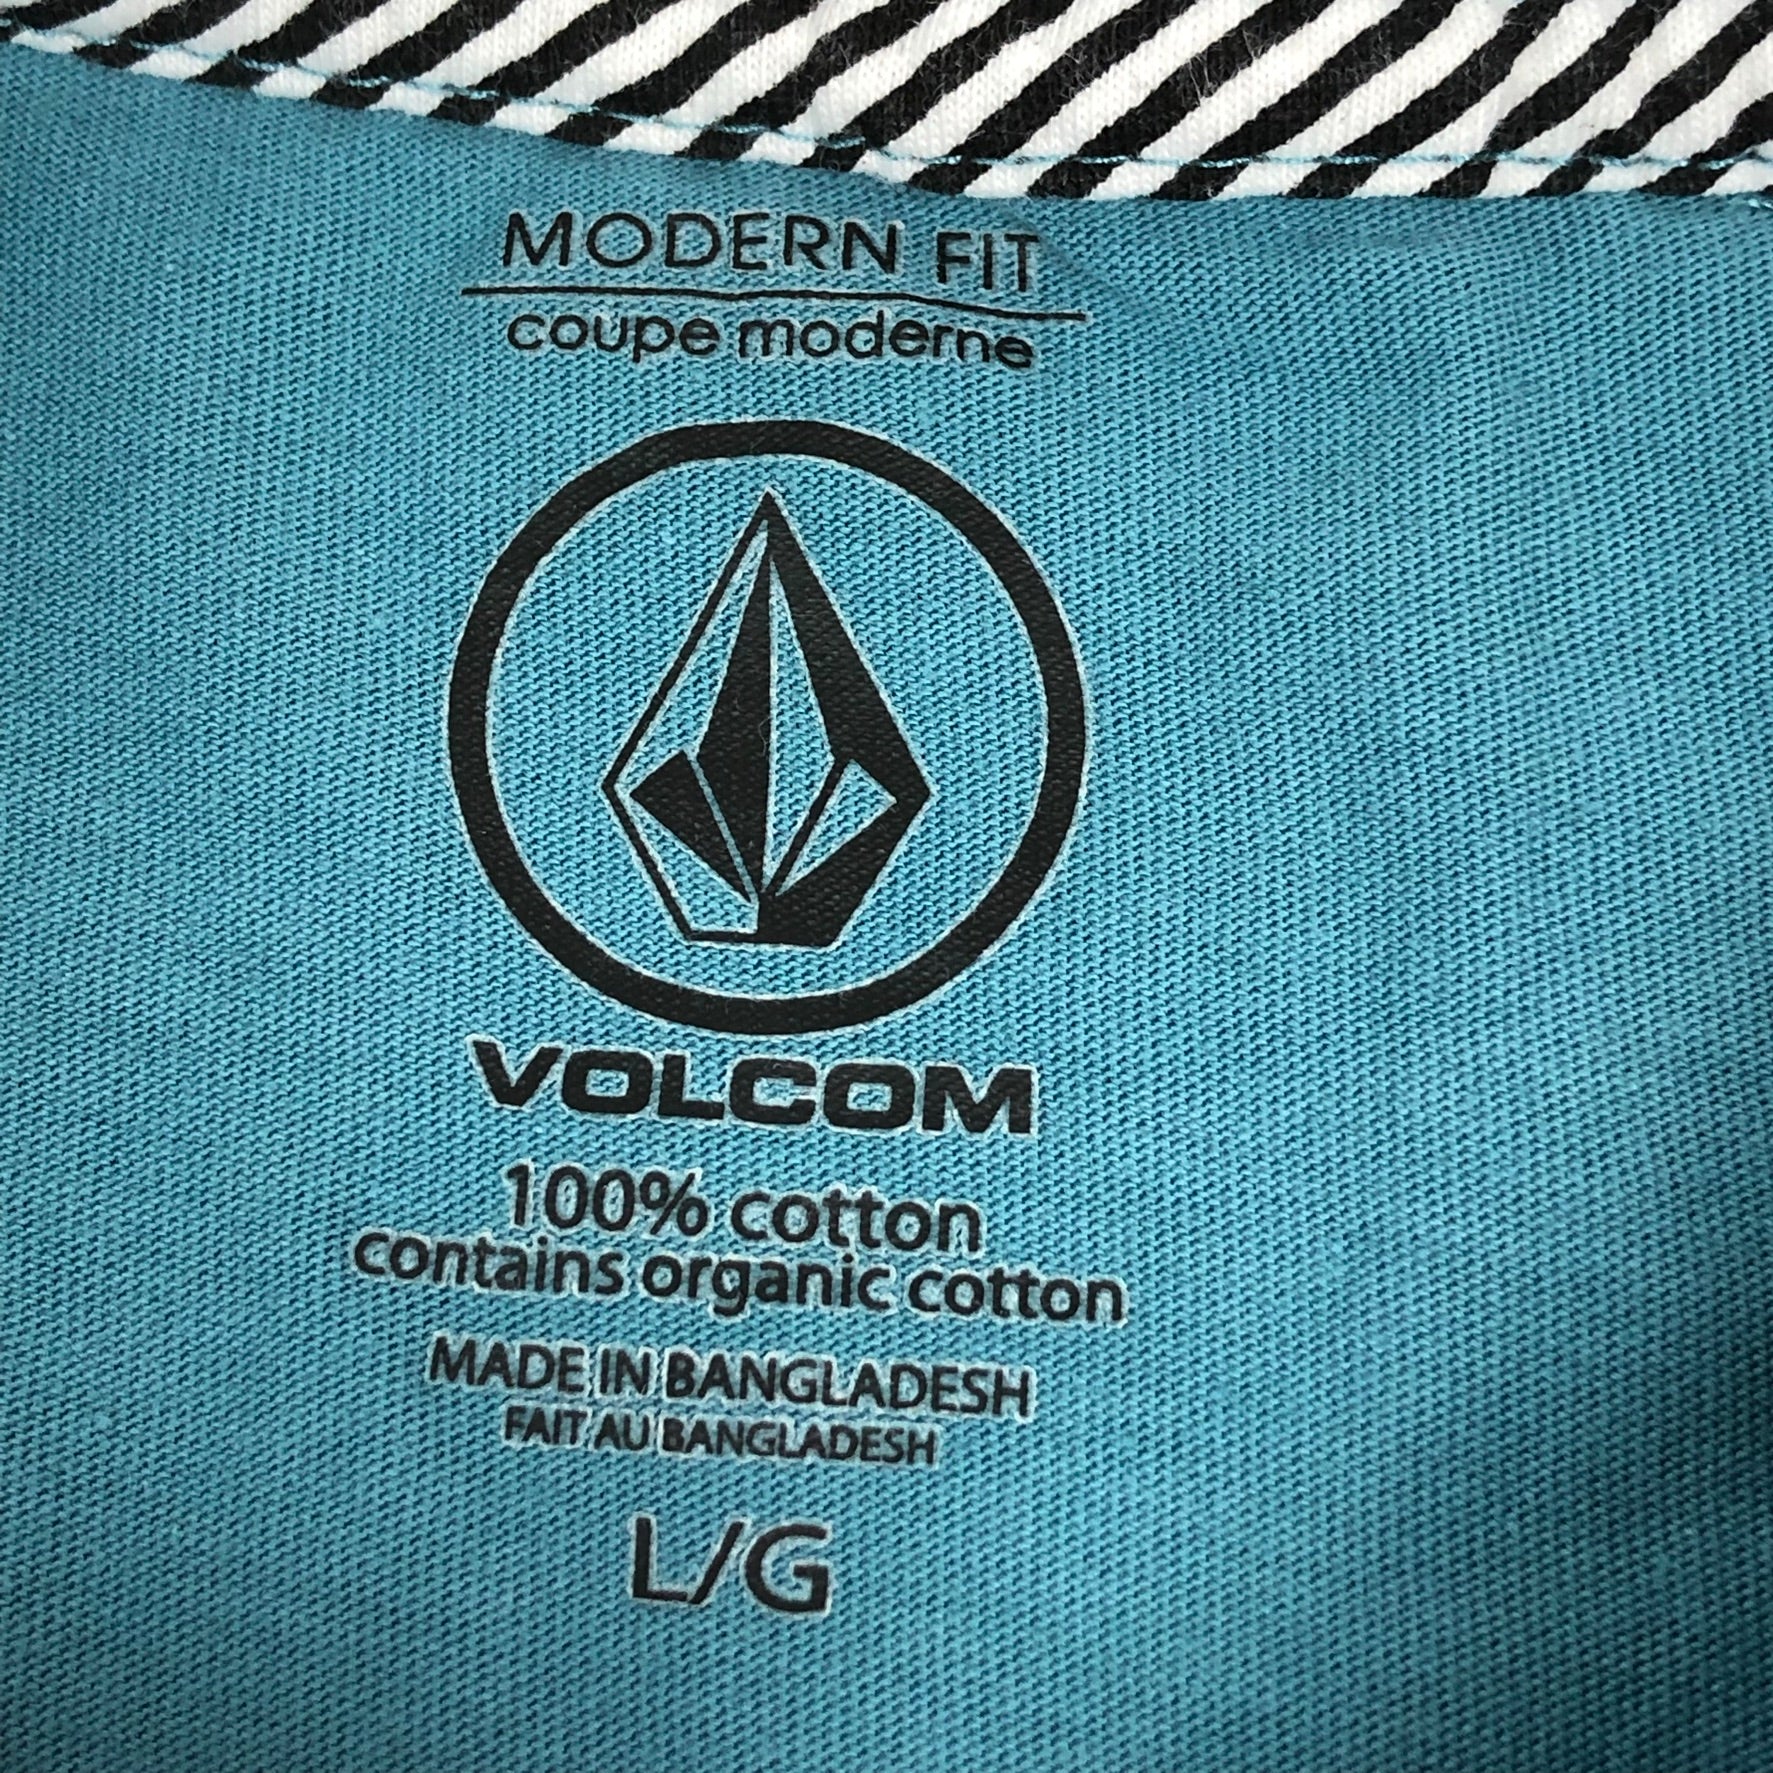 MODERN FIT
coupe moderne
VOLCOM
100% cotton
contains organic cotton
MADE IN BANGLADESH
FAIT AU BANGLADESH
L/G